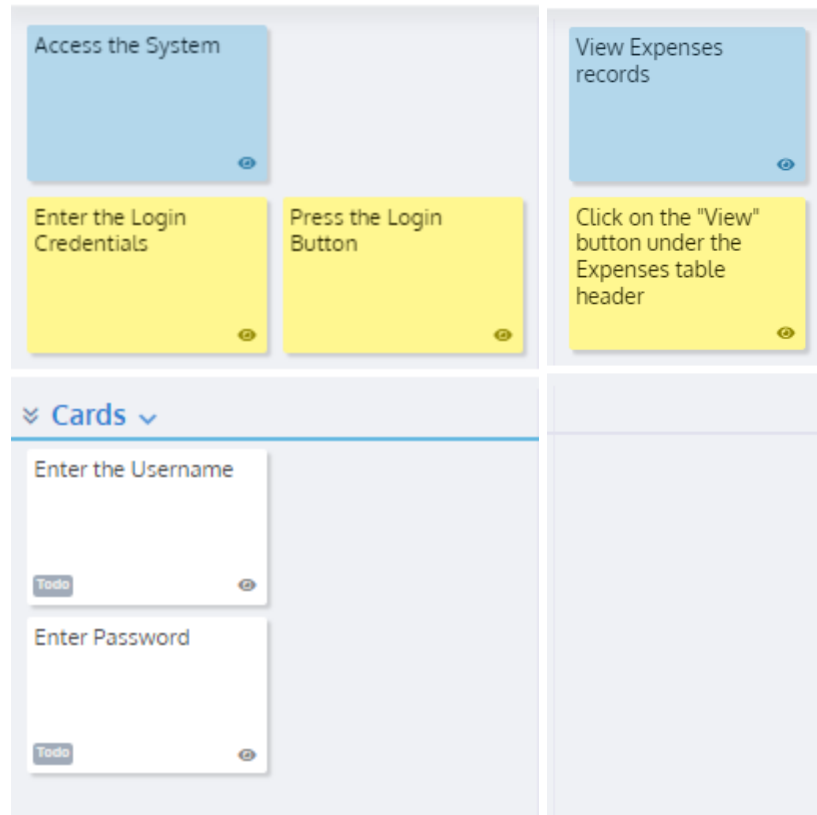 Access the System
View Expenses
records
Enter the Login
Credentials
Press the Login
Button
Click on the "View"
button under the
Expenses table
header
Cards
Enter the Username
Todo
Enter Password
Todo